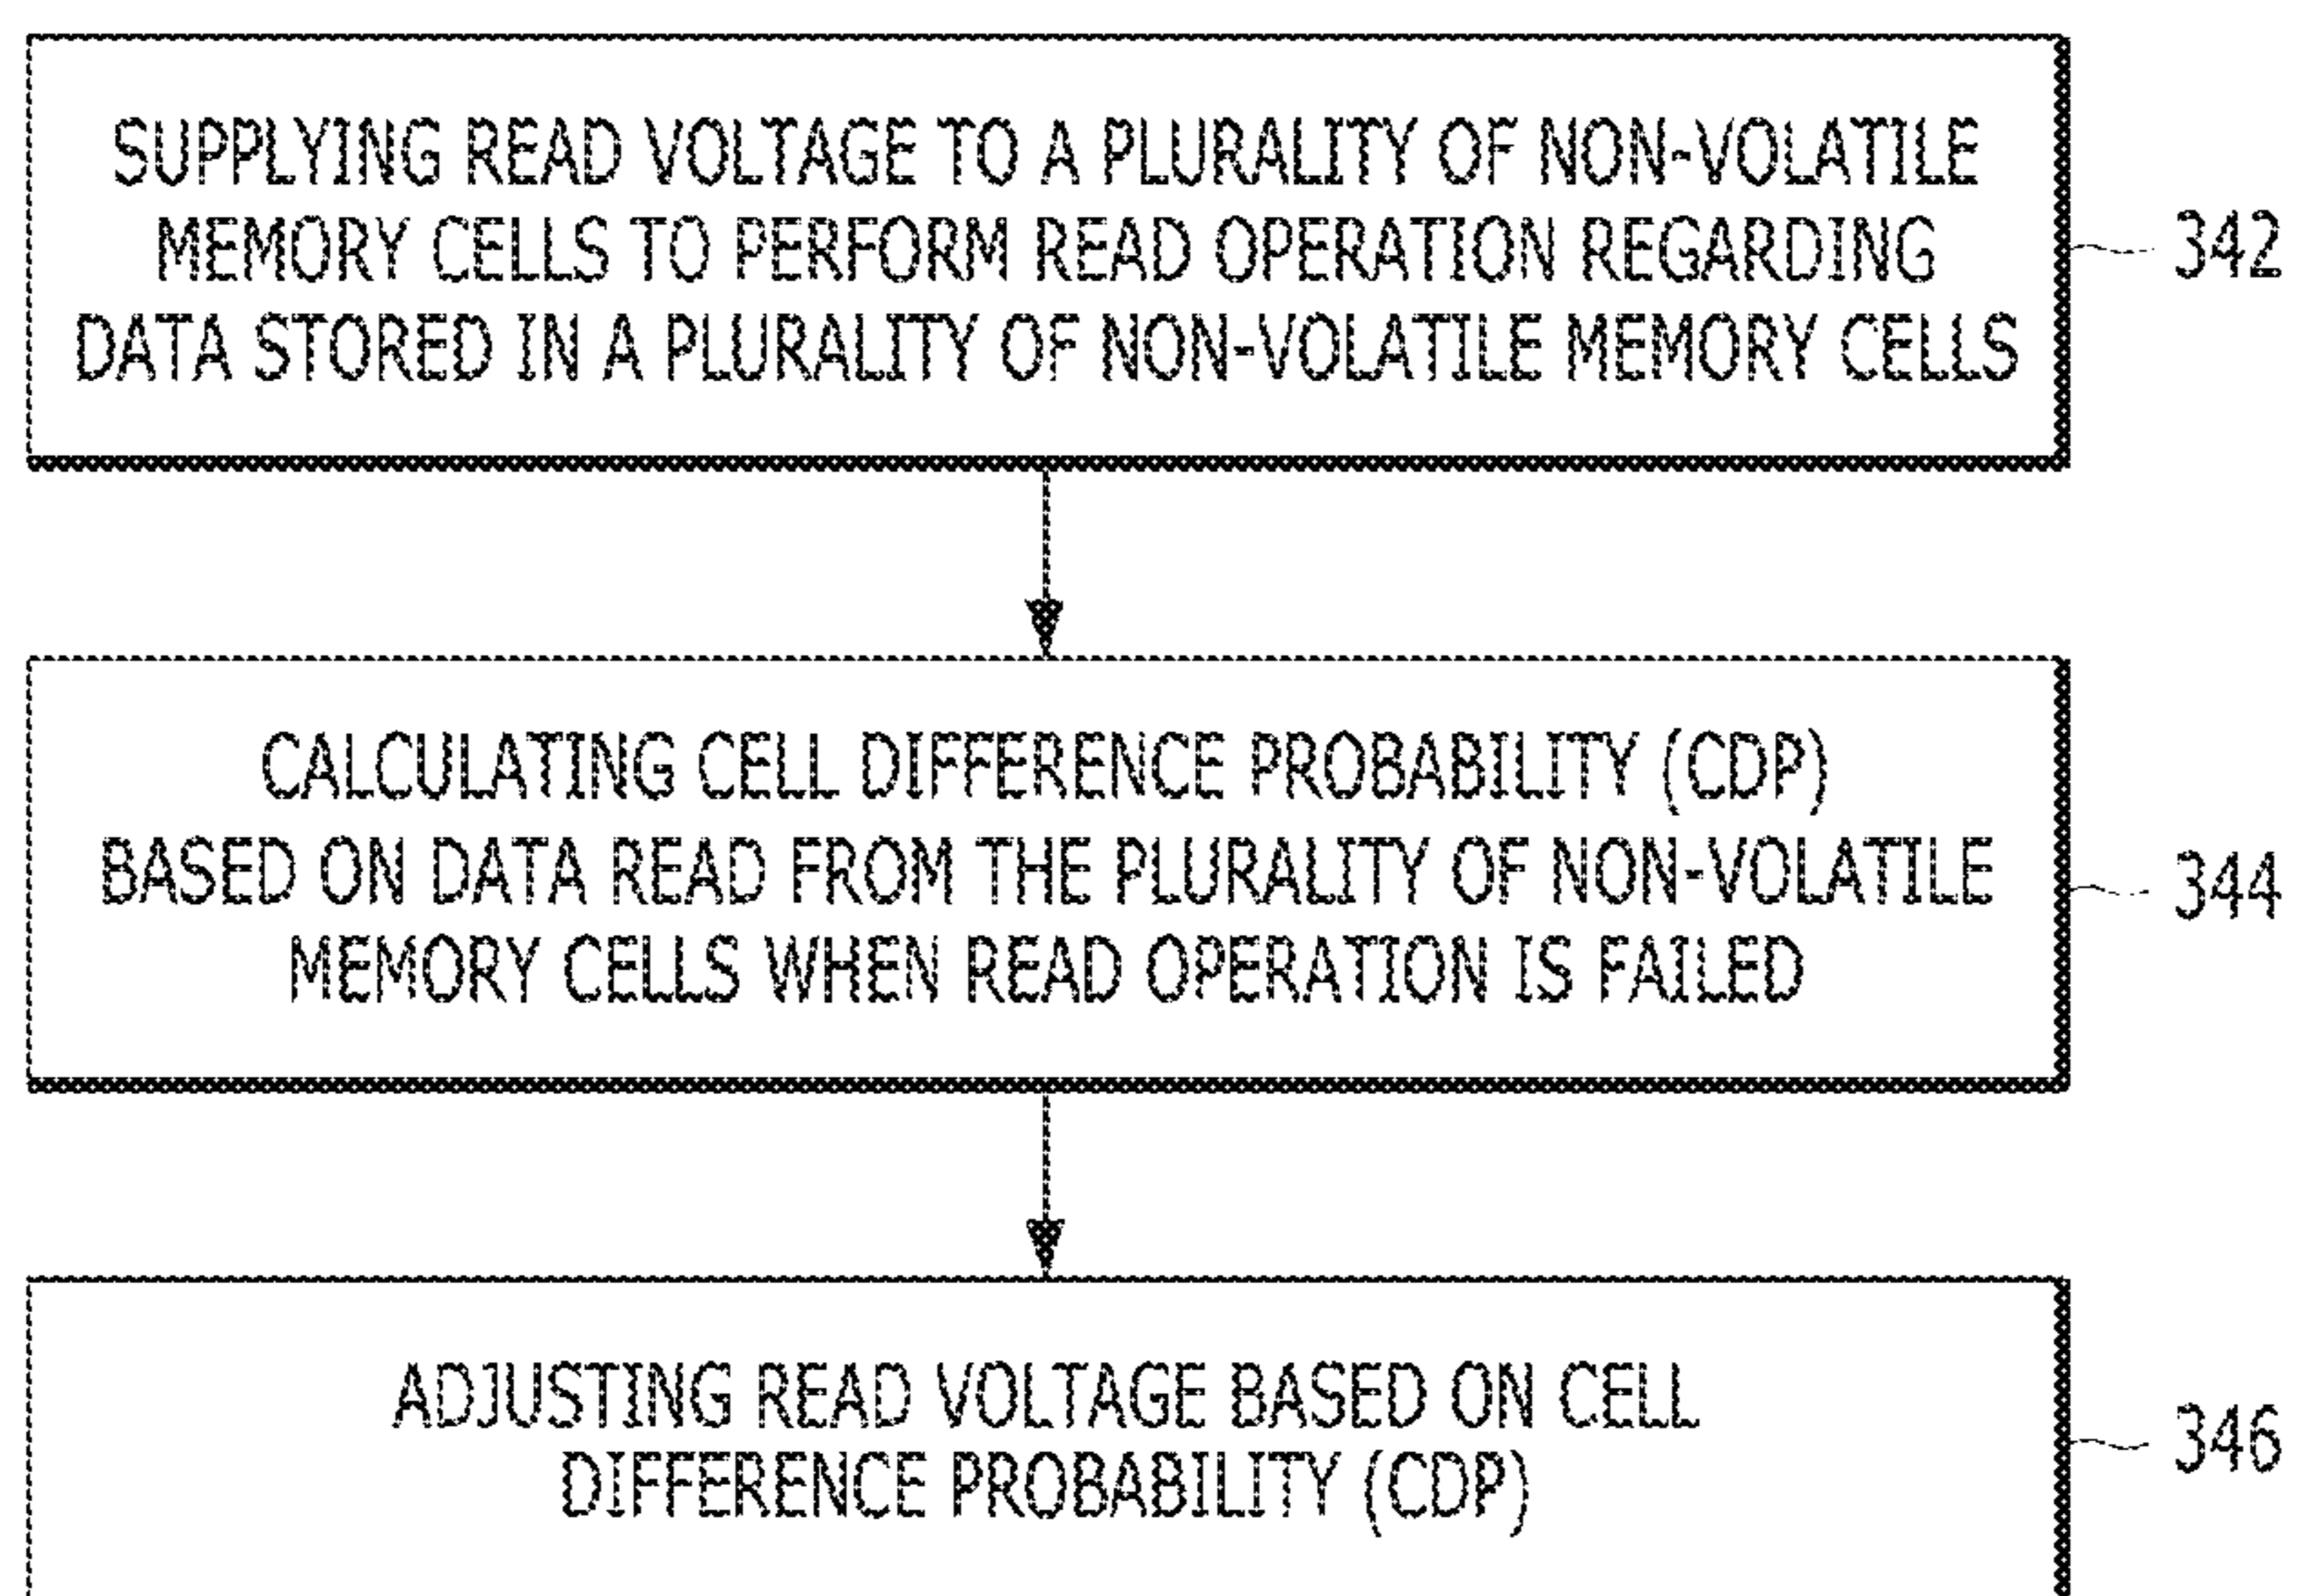 SUPPLYING READ VOLTAGE TO A PLURALITY OF NON-VOLATILE
MEMORY CELLS TO PERFORM READ OPERATION REGARDING
DATA STORED IN A PLURALITY OF NON-VOLATILE MEMORY CELLS
342
CALCULATING CELL DIFFERENCE PROBABILITY (CDP)
BASED ON DATA READ FROM THE PLURALITY OF NON-VOLATILE
MEMORY CELLS WHEN READ OPERATION IS FAILED
344
ADJUSTING READ VOLTAGE BASED ON CELL
DIFFERENCE PROBABILITY (CDP)
346